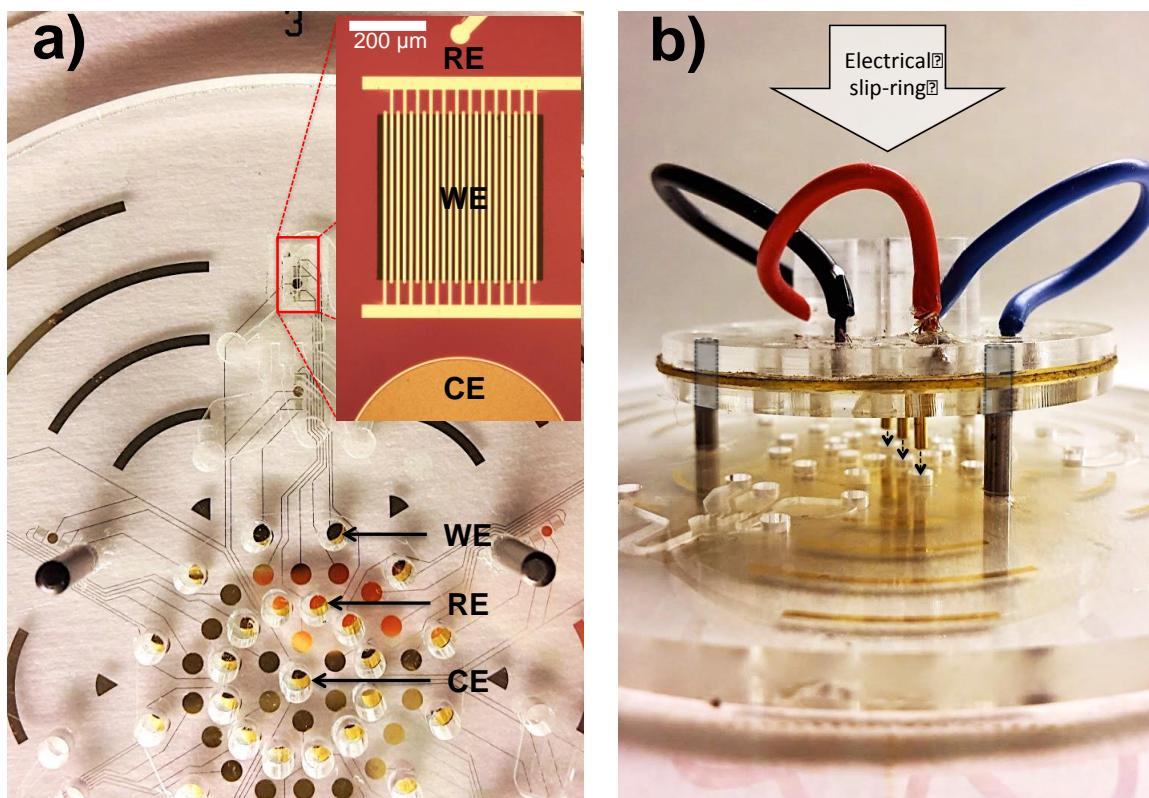 a)
3
200 µm
RE
WE
CE
WE
RE
CE
b)
Electrical⍰
slip-ring⍰